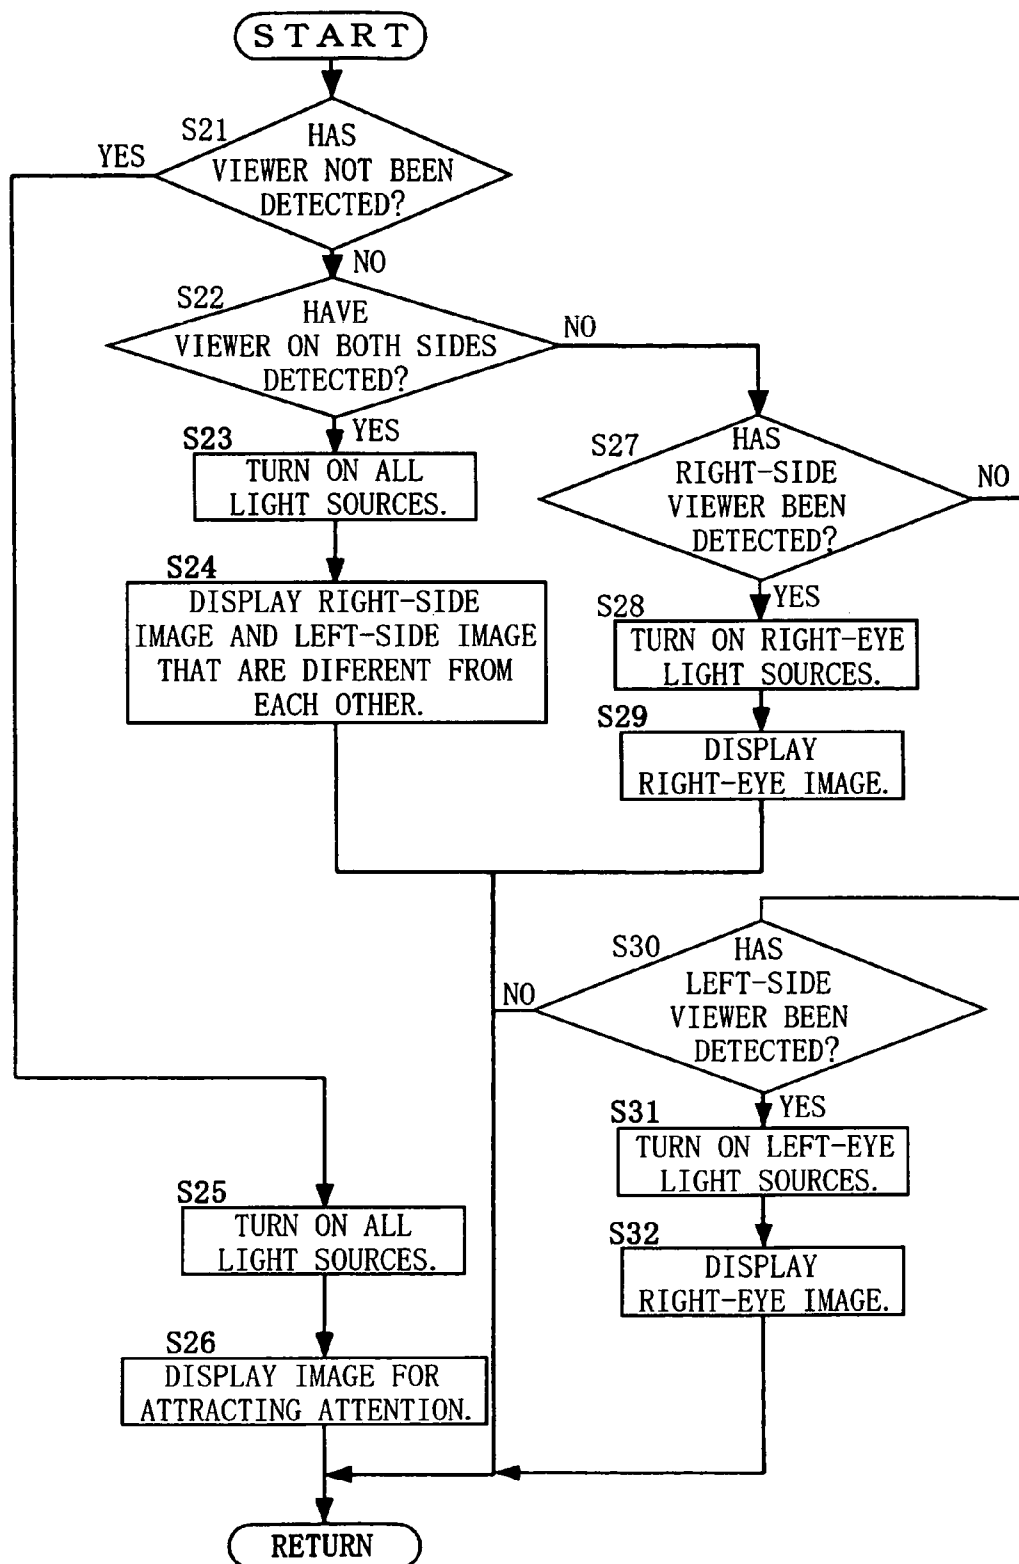 START
S21
HAS
VIEWER NOT BEEN
DETECTED?
YES
NO
S22
HAVE
VIEWER ON BOTH SIDES
DETECTED?
NO
YES
S23
TURN ON ALL
LIGHT SOURCES.
S24
DISPLAY RIGHT-SIDE
IMAGE AND LEFT-SIDE IMAGE
THAT ARE DIFERENT FROM
EACH OTHER.
S27
HAS
RIGHT-SIDE
VIEWER BEEN
DETECTED?
NO
YES
S28
TURN ON RIGHT-EYE
LIGHT SOURCES.
S29
DISPLAY
RIGHT-EYE IMAGE.
S30
HAS
LEFT-SIDE
VIEWER BEEN
DETECTED?
NO
YES
S31
TURN ON LEFT-EYE
LIGHT SOURCES.
S32
DISPLAY
RIGHT-EYE IMAGE.
S25
TURN ON ALL
LIGHT SOURCES.
S26
DISPLAY IMAGE FOR
ATTRACTING ATTENTION.
RETURN